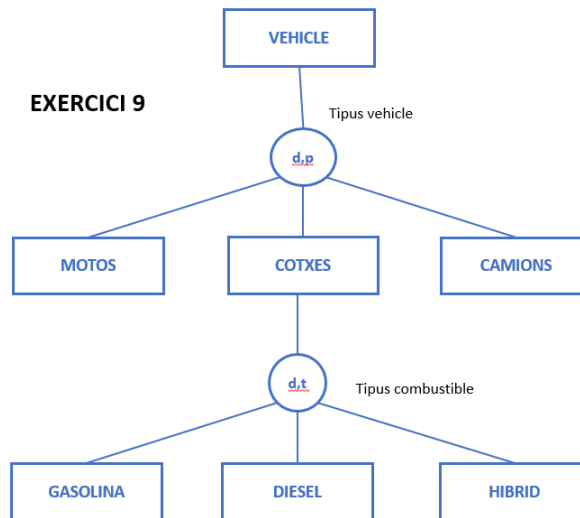 VEHICLE
EXERCICI 9
Tipus vehicle
d,p
MOTOS
COTXES
CAMIONS
d,t
Tipus combustible
GASOLINA
DIESEL
HIBRID